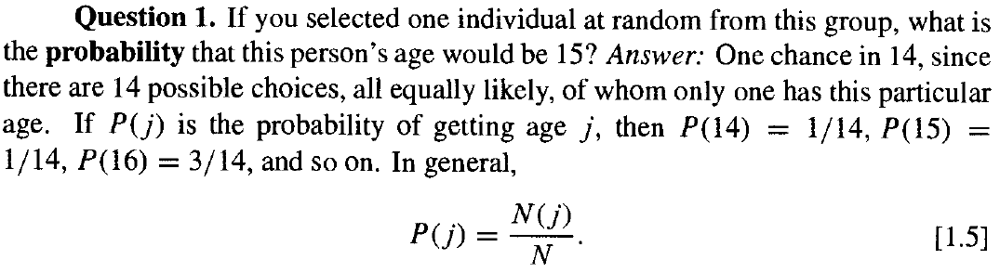 Question 1. If you selected one individual at random from this group, what is
the probability that this person's age would be 15? Answer: One chance in 14, since
there are 14 possible choices, all equally likely, of whom only one has this particular
age. If P(j) is the probability of getting age j, then P(14) = 1/14, P(15) =
1/14, P(16) = 3/14, and so on. In general,
P(j) = N(j)/N. [1.5]